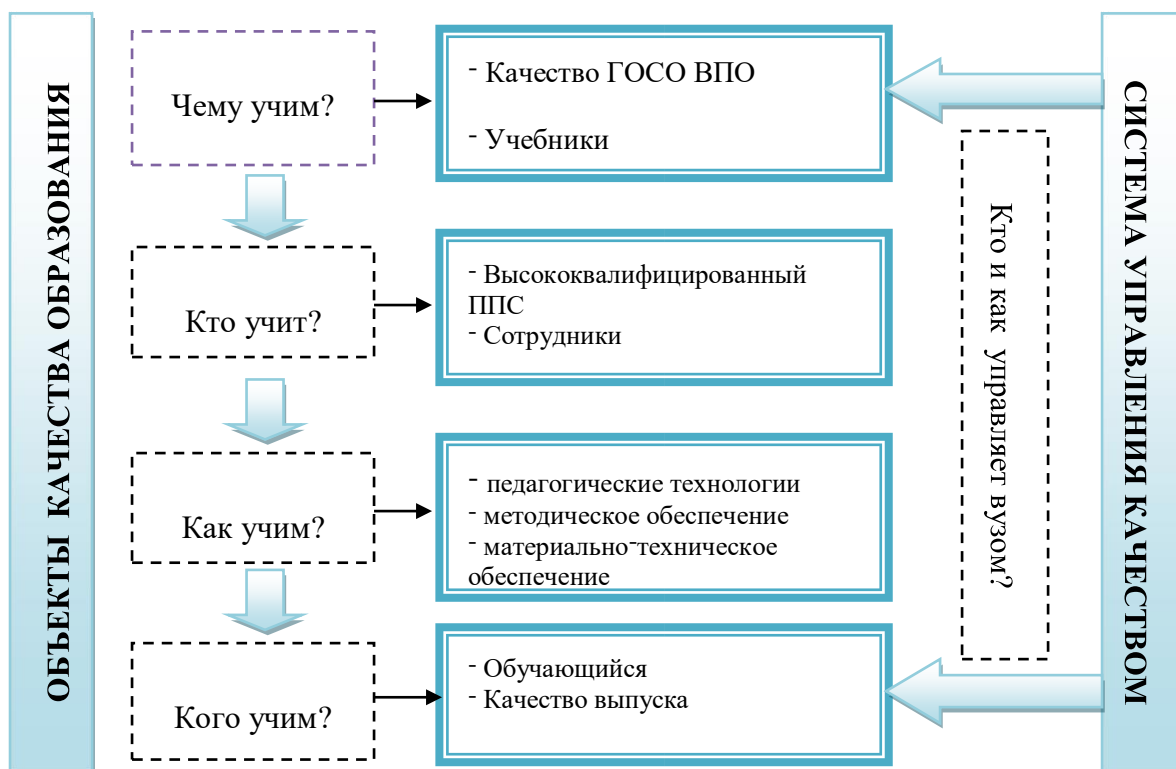 ОБЪЕКТЫ КАЧЕСТВА ОБРАЗОВАНИЯ
Чему учим?
- Качество ГОСО ВПО
- Учебники
Кто учит?
- Высококвалифицированный
ППС
- Сотрудники
Как учим?
- педагогические технологии
- методическое обеспечение
- материально-техническое
обеспечение
Кого учим?
- Обучающийся
- Качество выпуска
Кто и как управляет вузом?
СИСТЕМА УПРАВЛЕНИЯ КАЧЕСТВОМ